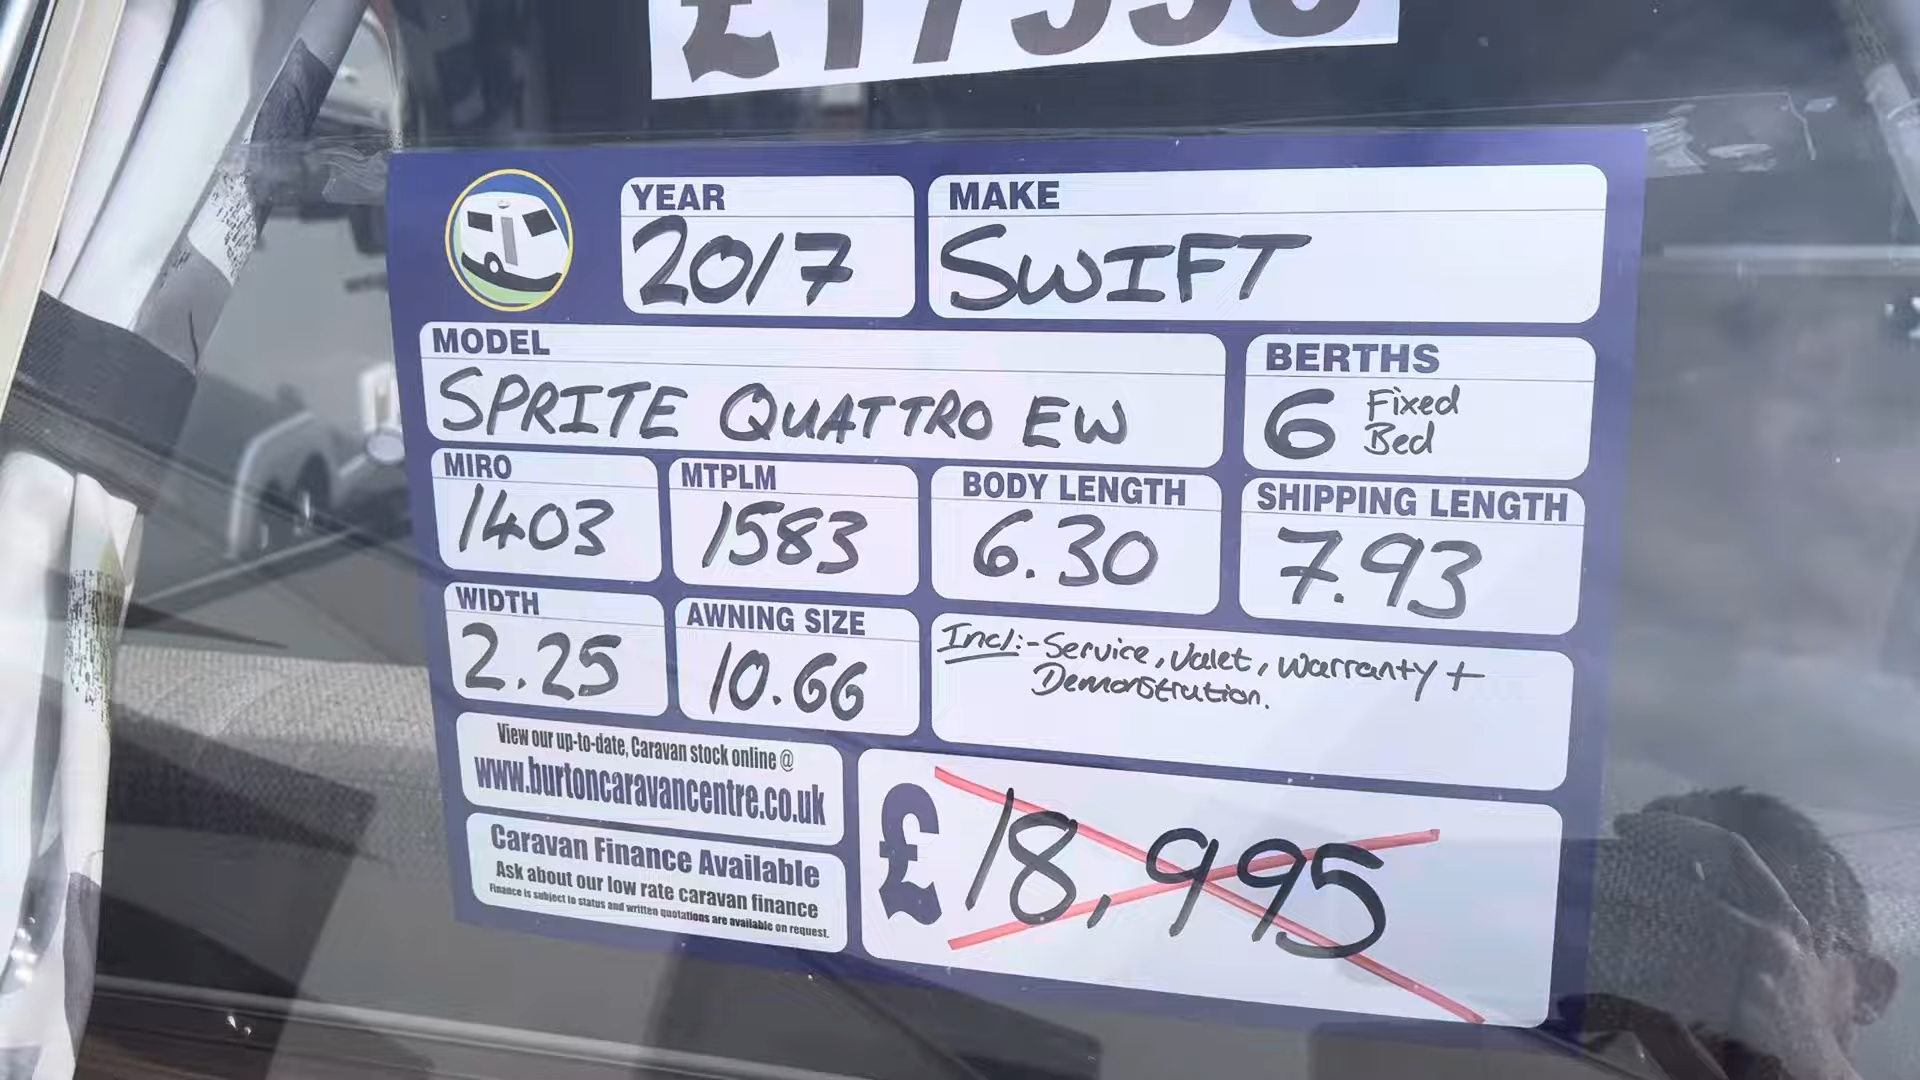 YEAR
2017
MAKE
SWIFT
MODEL
SPRITE QUATTRO EW
BERTHS
6 Fixed
Bed
MIRO
1403
MTPLM
1583
BODY LENGTH
6.30
SHIPPING LENGTH
7.93
WIDTH
2.25
AWNING SIZE
10.66
Incl:- Service, Valet, Warranty +
Demonstration.
View our up-to-date, Caravan stock online @
www.burtoncaravancentre.co.uk
Caravan Finance Available
Ask about our low rate caravan finance
Finance is subject to status and written quotations are available on request.
£18,995